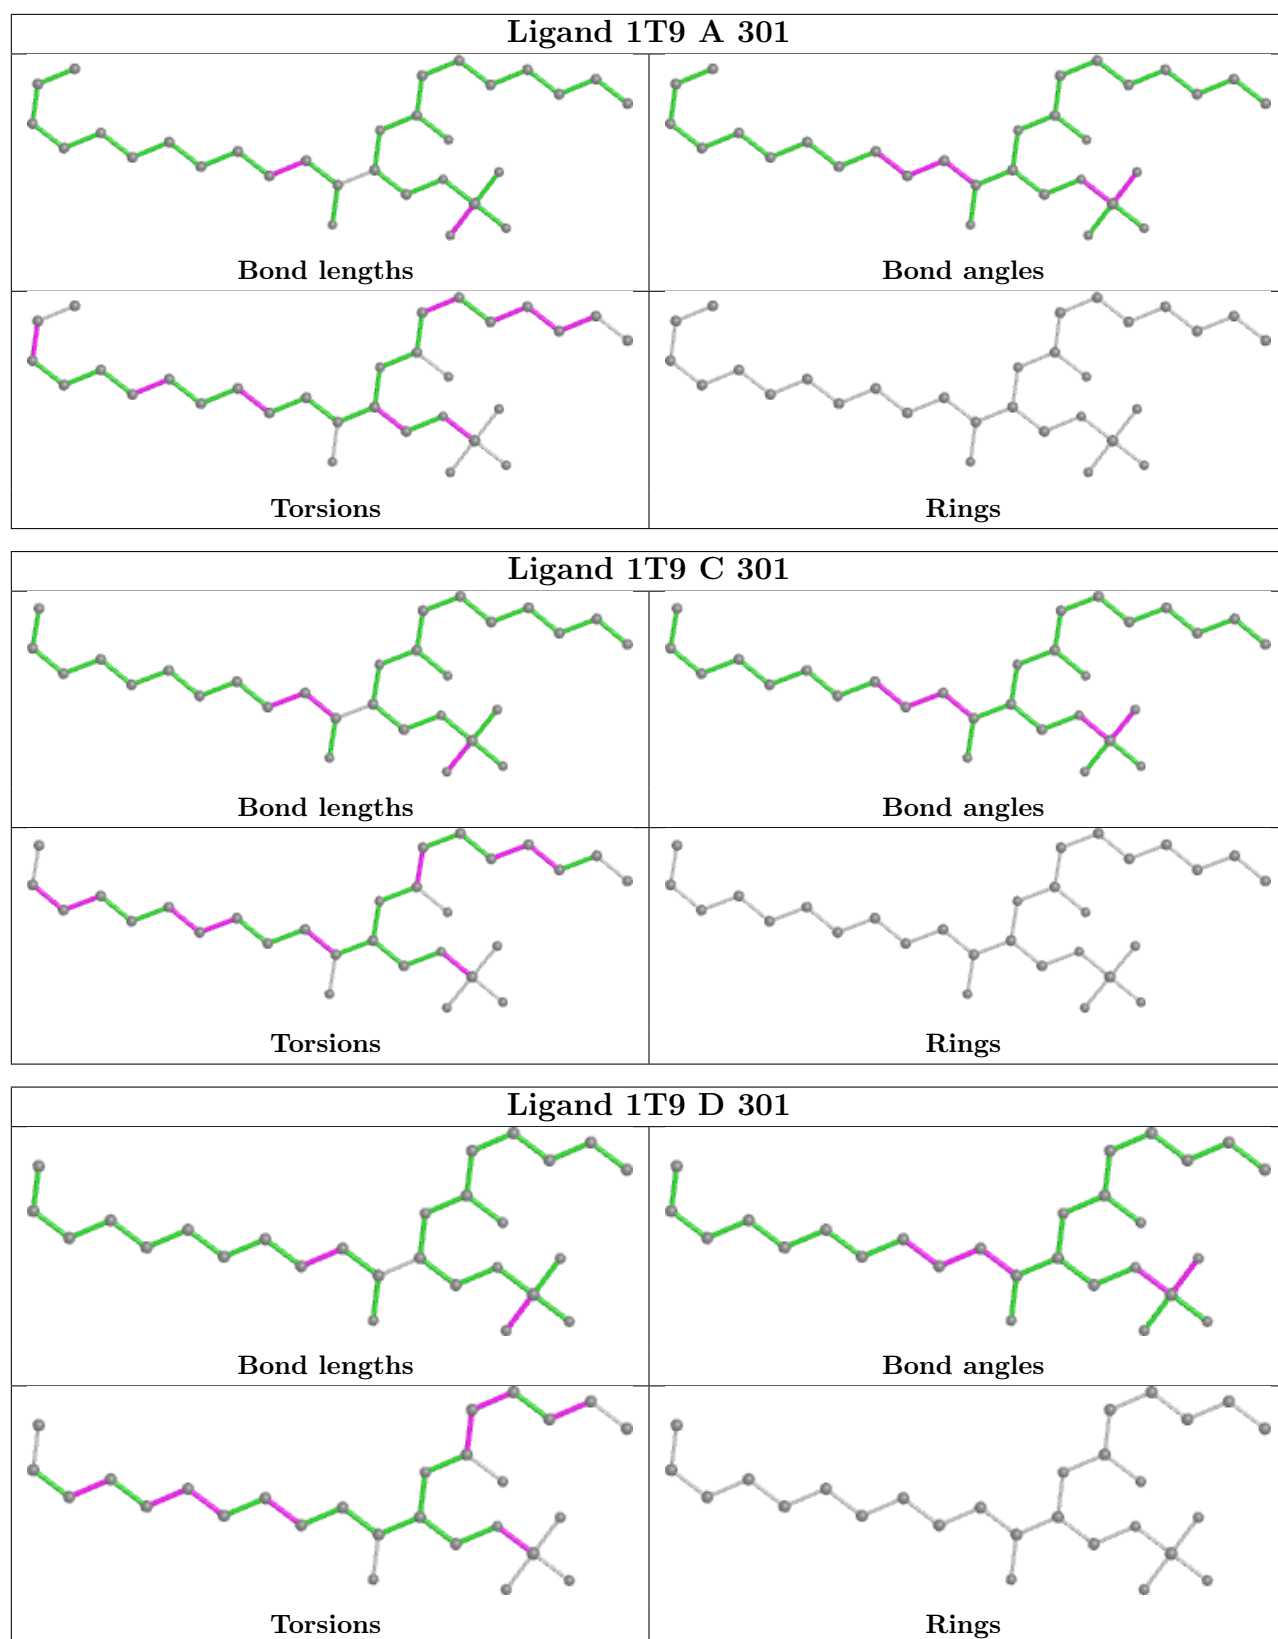 Ligand 1T9 A 301
Bond lengths
Bond angles
Torsions
Rings
Ligand 1T9 C 301
Bond lengths
Bond angles
Torsions
Rings
Ligand 1T9 D 301
Bond lengths
Bond angles
Torsions
Rings